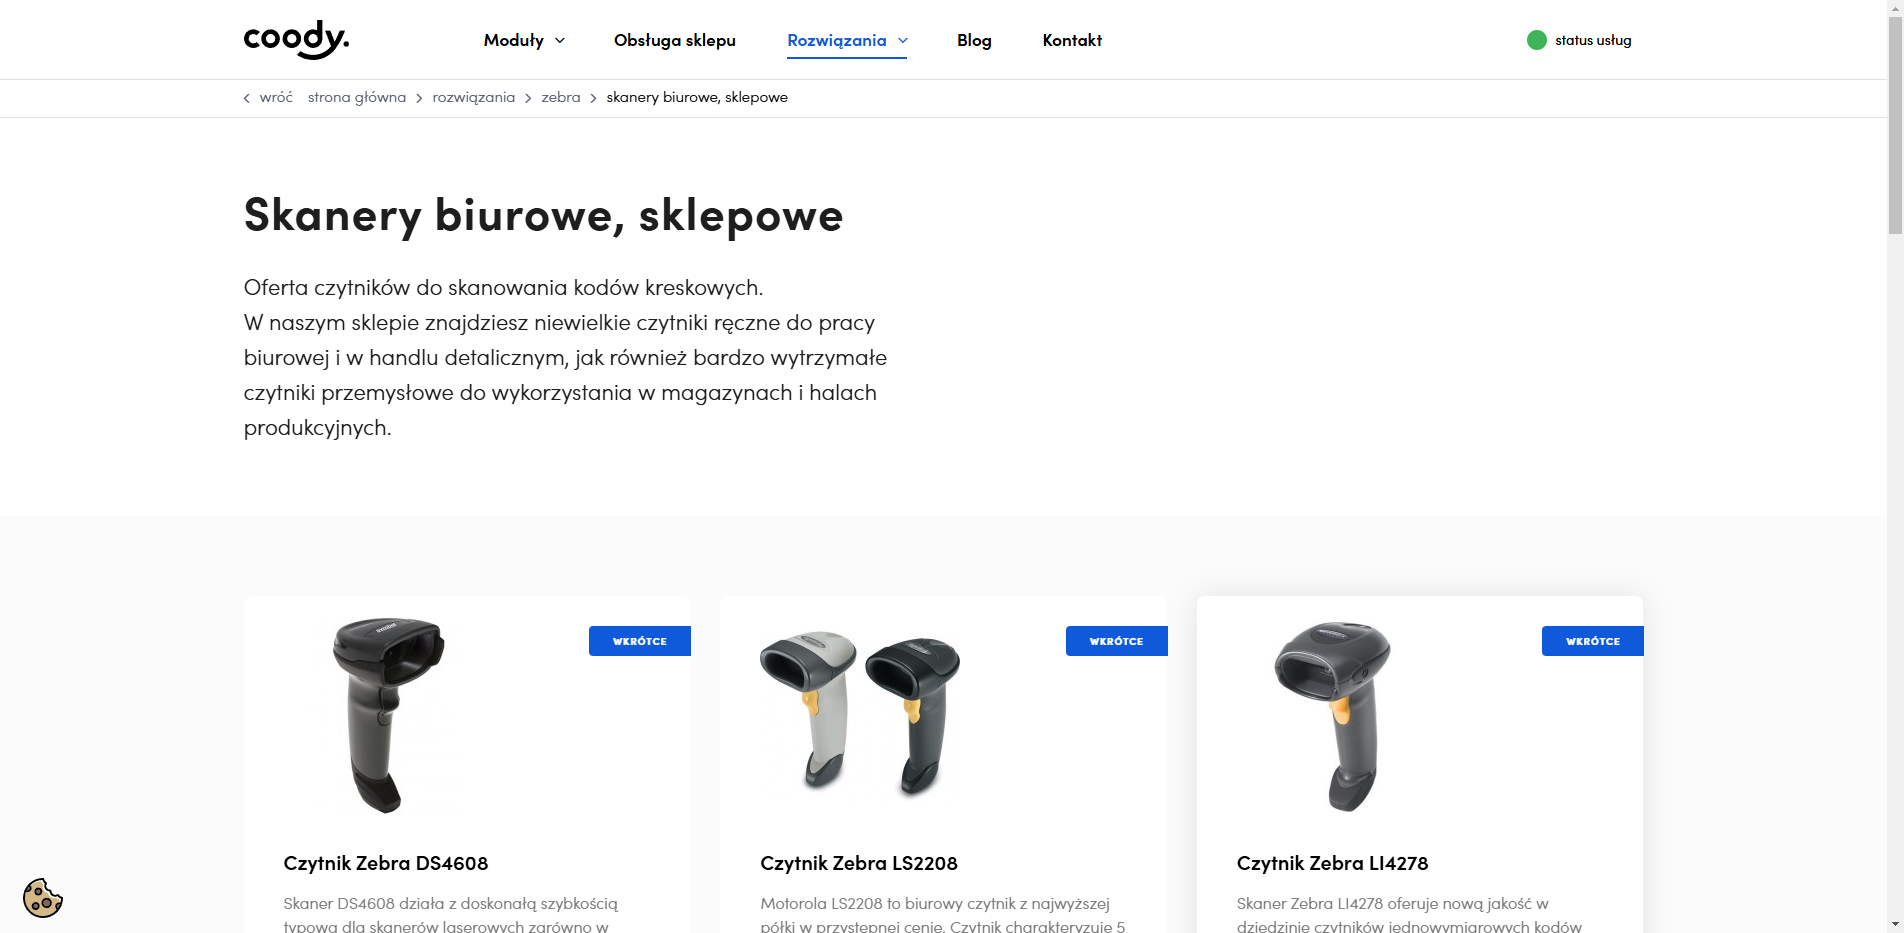 coody.
Moduły
Obsługa sklepu
Rozwiązania
Blog
Kontakt
status usług
wróć strona główna > rozwiązania > zebra > skanery biurowe, sklepowe
Skanery biurowe, sklepowe
Oferta czytników do skanowania kodów kreskowych.
W naszym sklepie znajdziesz niewielkie czytniki ręczne do pracy
biurowej i w handlu detalicznym, jak również bardzo wytrzymałe
czytniki przemysłowe do wykorzystania w magazynach i halach
produkcyjnych.
WKRÓTCE
Czytnik Zebra DS4608
Skaner DS4608 działa z doskonałą szybkością
typową dla skanerów laserowych zarówno w
WKRÓTCE
Czytnik Zebra LS2208
Motorola LS2208 to biurowy czytnik z najwyższej
półki w przystępnej cenie. Czytnik charakteryzuje 5
WKRÓTCE
Czytnik Zebra LI4278
Skaner Zebra LI4278 oferuje nową jakość w
dziedzinie czytników jednowymiarowych kodów